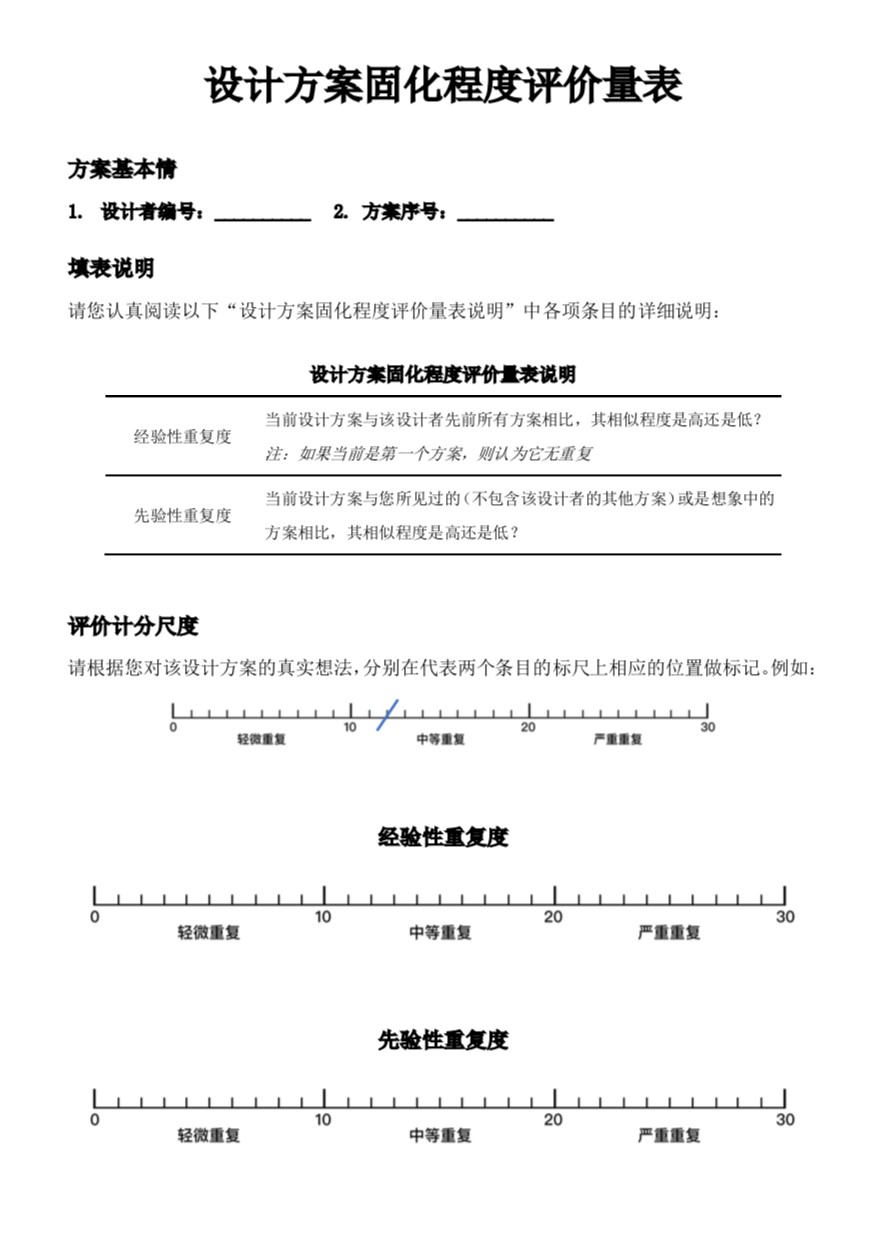 设计方案固化程度评价量表
方案基本情
1. 设计者编号：__________ 2. 方案序号：__________
填表说明
请您认真阅读以下“设计方案固化程度评价量表说明”中各项条目的详细说明：
设计方案固化程度评价量表说明
经验性重复度
当前设计方案与该设计者先前所有方案相比，其相似程度是高还是低？
注：如果当前是第一个方案，则认为它无重复
先验性重复度
当前设计方案与您所见过的（不包含该设计者的其他方案）或是想象中的
方案相比，其相似程度是高还是低？
评价计分尺度
请根据您对该设计方案的真实想法，分别在代表两个条目的标尺上相应的位置做标记。例如：
0 10 20 30
轻微重复 中等重复 严重重复
经验性重复度
0 10 20 30
轻微重复 中等重复 严重重复
先验性重复度
0 10 20 30
轻微重复 中等重复 严重重复